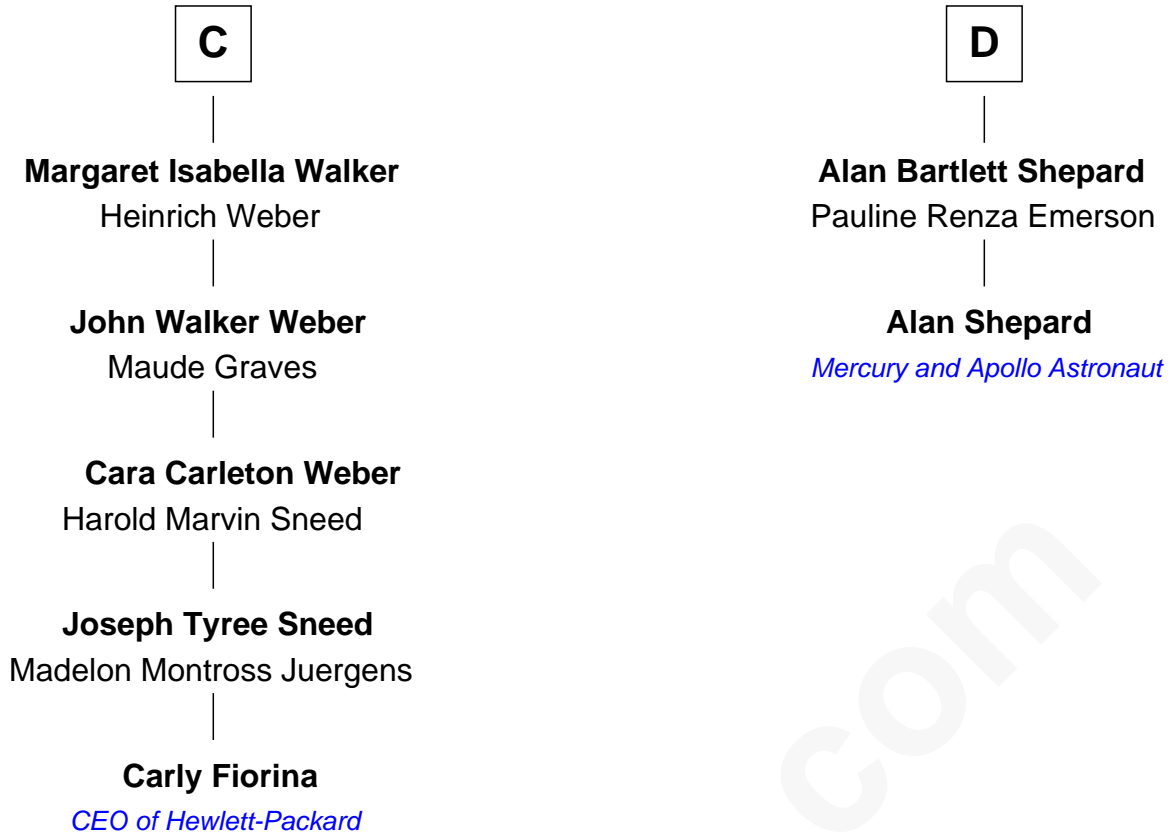 C
Margaret Isabella Walker
Heinrich Weber
John Walker Weber
Maude Graves
Cara Carleton Weber
Harold Marvin Sneed
Joseph Tyree Sneed
Madelon Montross Juergens
Carly Fiorina
CEO of Hewlett-Packard
D
Alan Bartlett Shepard
Pauline Renza Emerson
Alan Shepard
Mercury and Apollo Astronaut
com